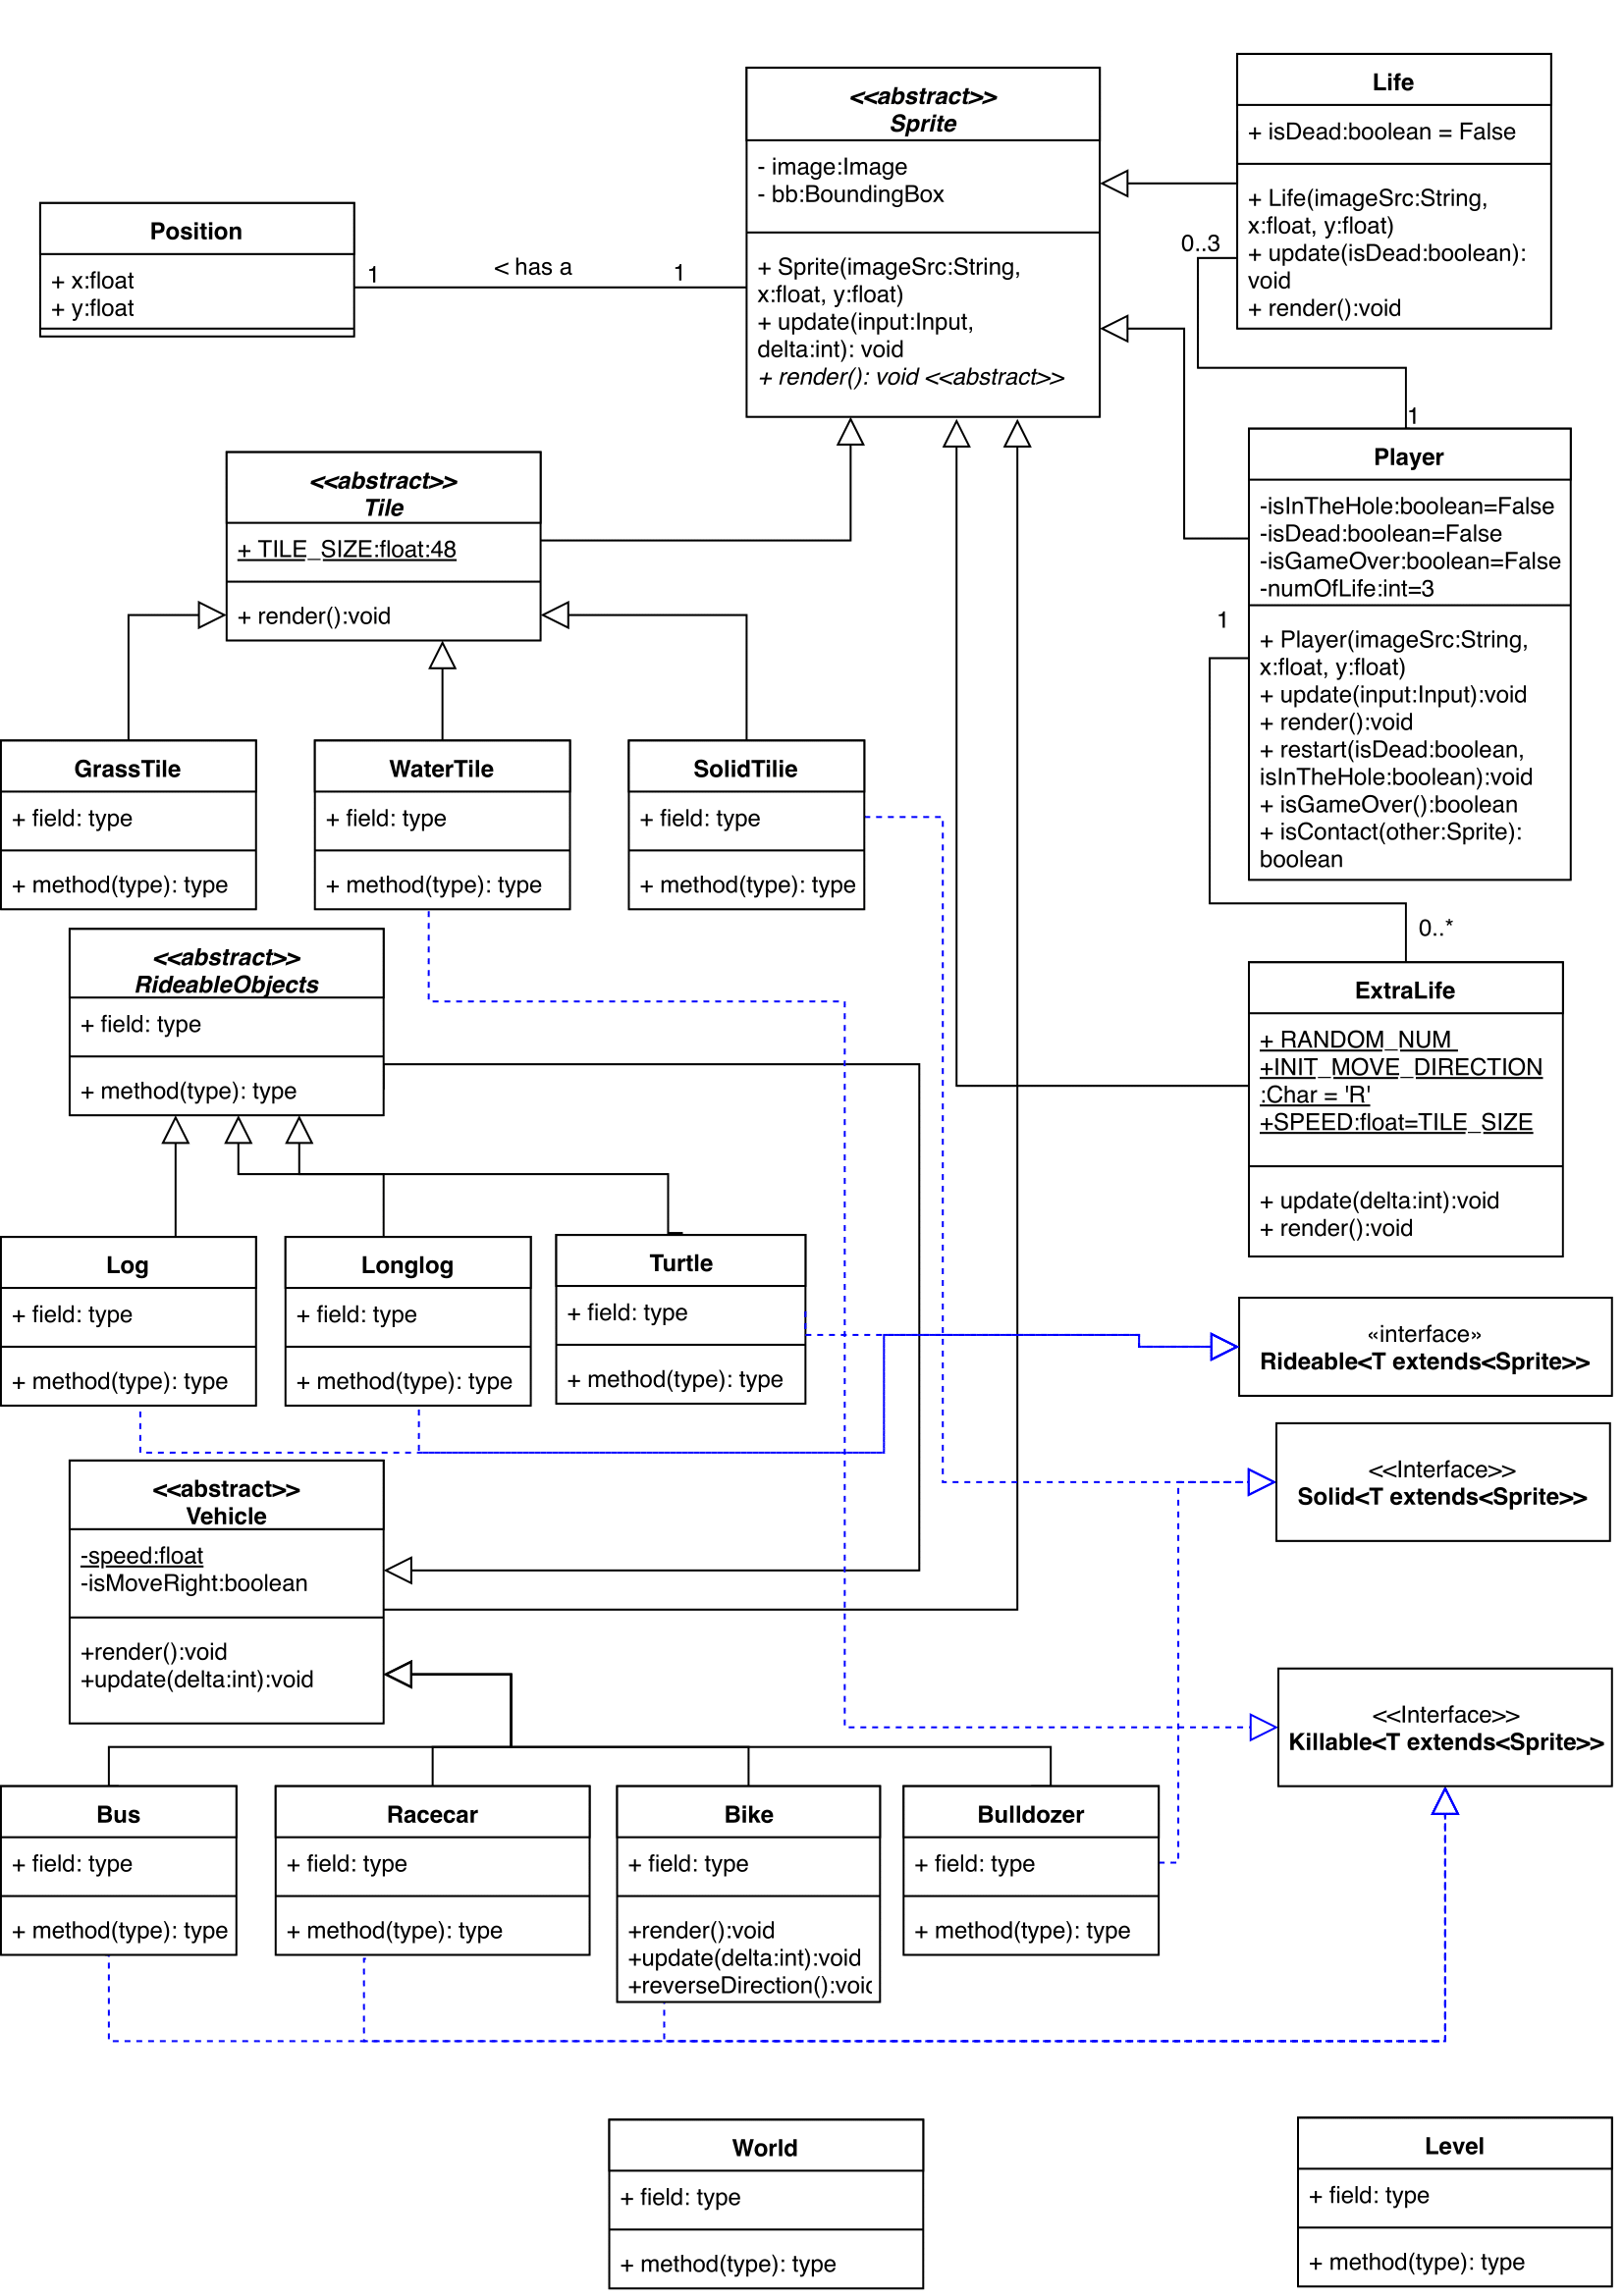 <<abstract>>
Sprite
- image:Image
- bb:BoundingBox
+ Sprite(imageSrc:String,
x:float, y:float)
+ update(input:Input,
delta:int): void
+ render(): void <<abstract>>
Life
+ isDead:boolean = False
+ Life(imageSrc:String,
x:float, y:float)
+ update(isDead:boolean):
void
+ render():void
Position
+ x:float
+ y:float
1
< has a
1
0..3
1
<<abstract>>
Tile
+ TILE_SIZE:float:48
+ render():void
Player
-isInTheHole:boolean=False
-isDead:boolean=False
-isGameOver:boolean=False
-numOfLife:int=3
+ Player(imageSrc:String,
x:float, y:float)
+ update(input:Input):void
+ render():void
+ restart(isDead:boolean,
isInTheHole:boolean):void
+ isGameOver():boolean
+ isContact(other:Sprite):
boolean
1
0..*
GrassTile
+ field: type
+ method(type): type
WaterTile
+ field: type
+ method(type): type
SolidTilie
+ field: type
+ method(type): type
<<abstract>>
RideableObjects
+ field: type
+ method(type): type
ExtraLife
+ RANDOM_NUM
+INIT_MOVE_DIRECTION
:Char = 'R'
+SPEED:float=TILE_SIZE
+ update(delta:int):void
+ render():void
Log
+ field: type
+ method(type): type
Longlog
+ field: type
+ method(type): type
Turtle
+ field: type
+ method(type): type
«interface»
Rideable<T extends<Sprite>>
<<Interface>>
Solid<T extends<Sprite>>
<<abstract>>
Vehicle
-speed:float
-isMoveRight:boolean
+render():void
+update(delta:int):void
<<Interface>>
Killable<T extends<Sprite>>
Bus
+ field: type
+ method(type): type
Racecar
+ field: type
+ method(type): type
Bike
+ field: type
+render():void
+update(delta:int):void
+reverseDirection():voic
Bulldozer
+ field: type
+ method(type): type
World
+ field: type
+ method(type): type
Level
+ field: type
+ method(type): type